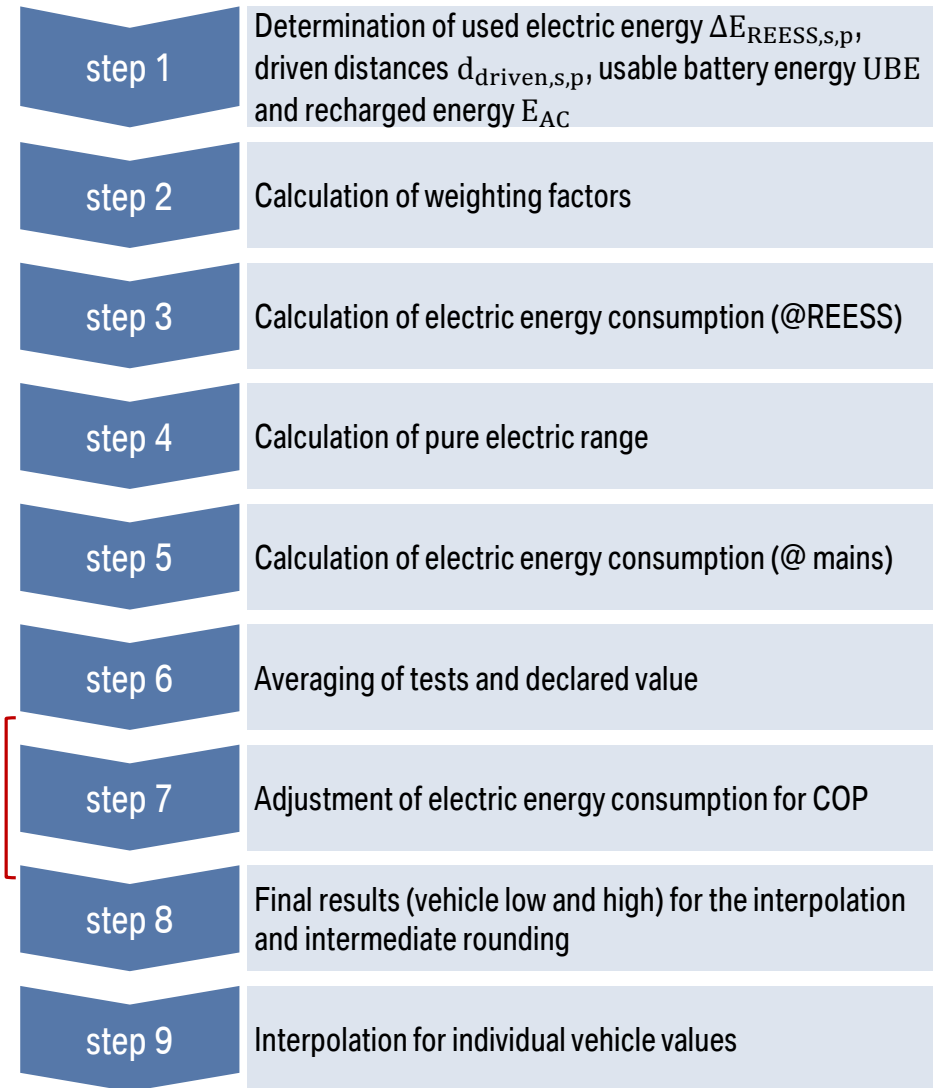 step 1
Determination of used electric energy ΔE_REESS,s,p,
driven distances d_driven,s,p, usable battery energy UBE
and recharged energy E_AC
step 2
Calculation of weighting factors
step 3
Calculation of electric energy consumption (@REESS)
step 4
Calculation of pure electric range
step 5
Calculation of electric energy consumption (@ mains)
step 6
Averaging of tests and declared value
step 7
Adjustment of electric energy consumption for COP
step 8
Final results (vehicle low and high) for the interpolation
and intermediate rounding
step 9
Interpolation for individual vehicle values